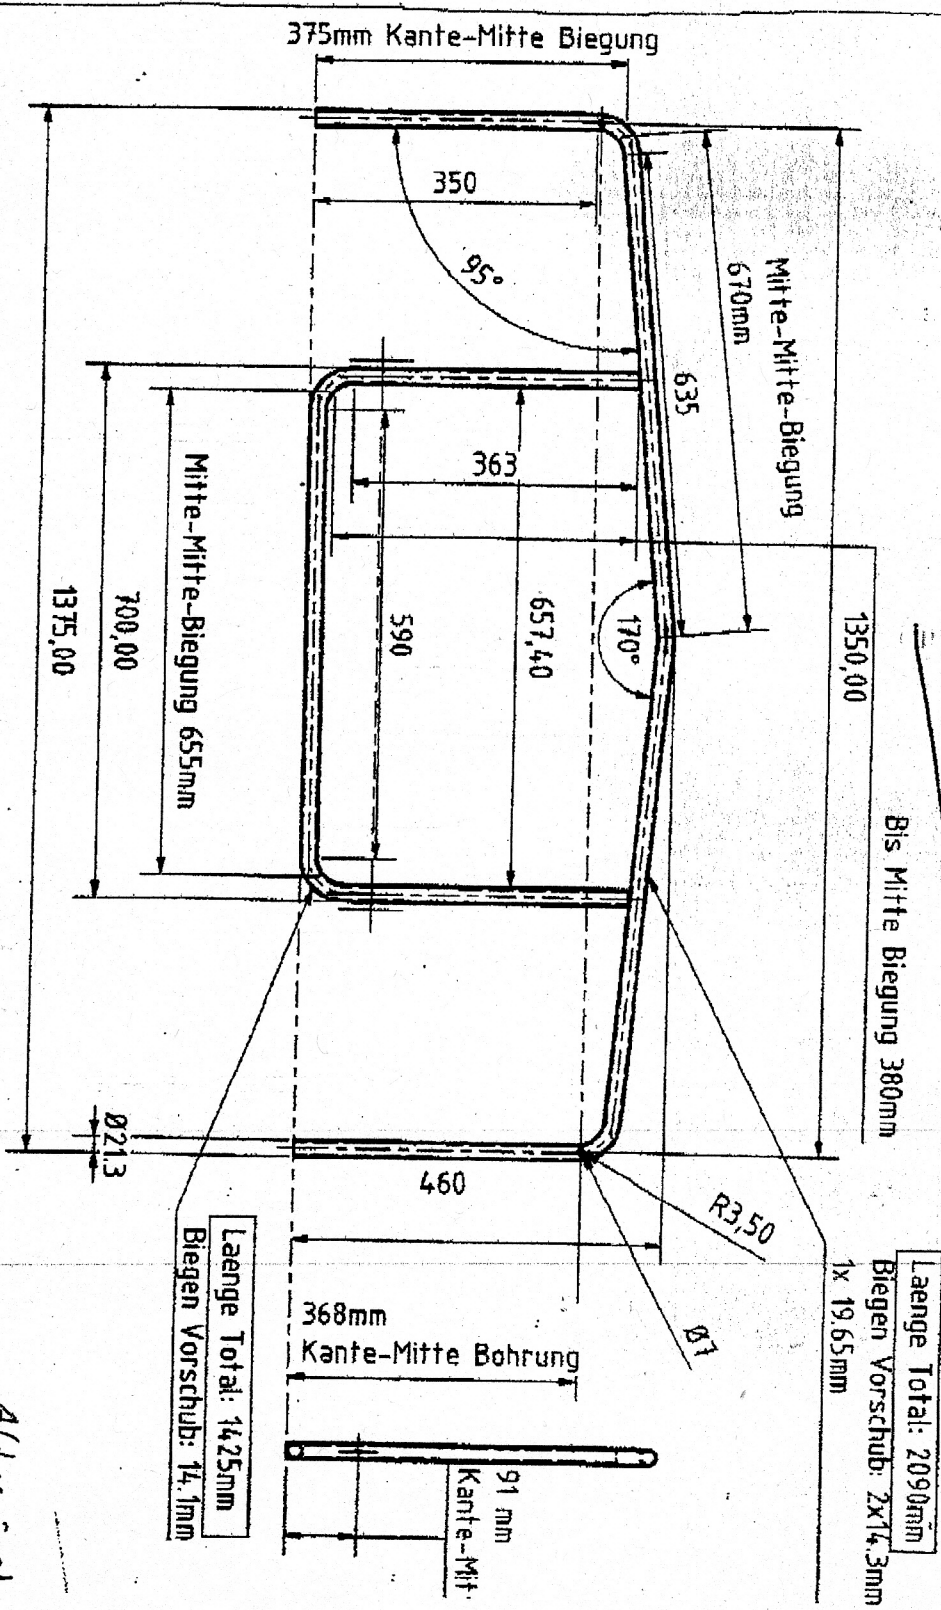 375mm Kante-Mitte Biegung
350
95°
Mitte-Mitte-Biegung
670mm
635
363
170°
657,40
590
1350,00
Bis Mitte Biegung 380mm
Mitte-Mitte-Biegung 655mm
700,00
1375,00
Ø21.3
460
R3,50
Ø7
Laenge Total: 2090mm
Biegen Vorschub: 2x14.3mm
1x 19.65mm
Laenge Total: 1425mm
Biegen Vorschub: 14.1mm
368mm
Kante-Mitte Bohrung
91 mm
Kante-Mit